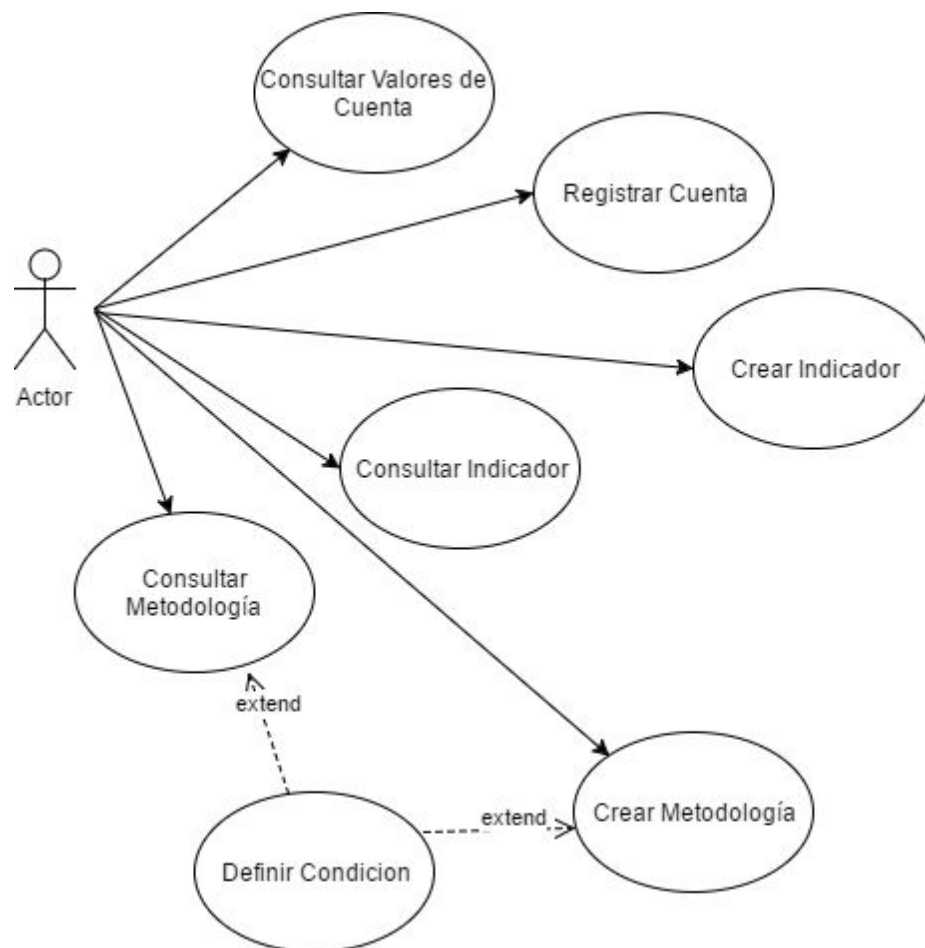 Consultar Valores de
Cuenta
Registrar Cuenta
Crear Indicador
Actor
Consultar Indicador
Consultar
Metodología
extend
extend
Crear Metodología
Definir Condicion